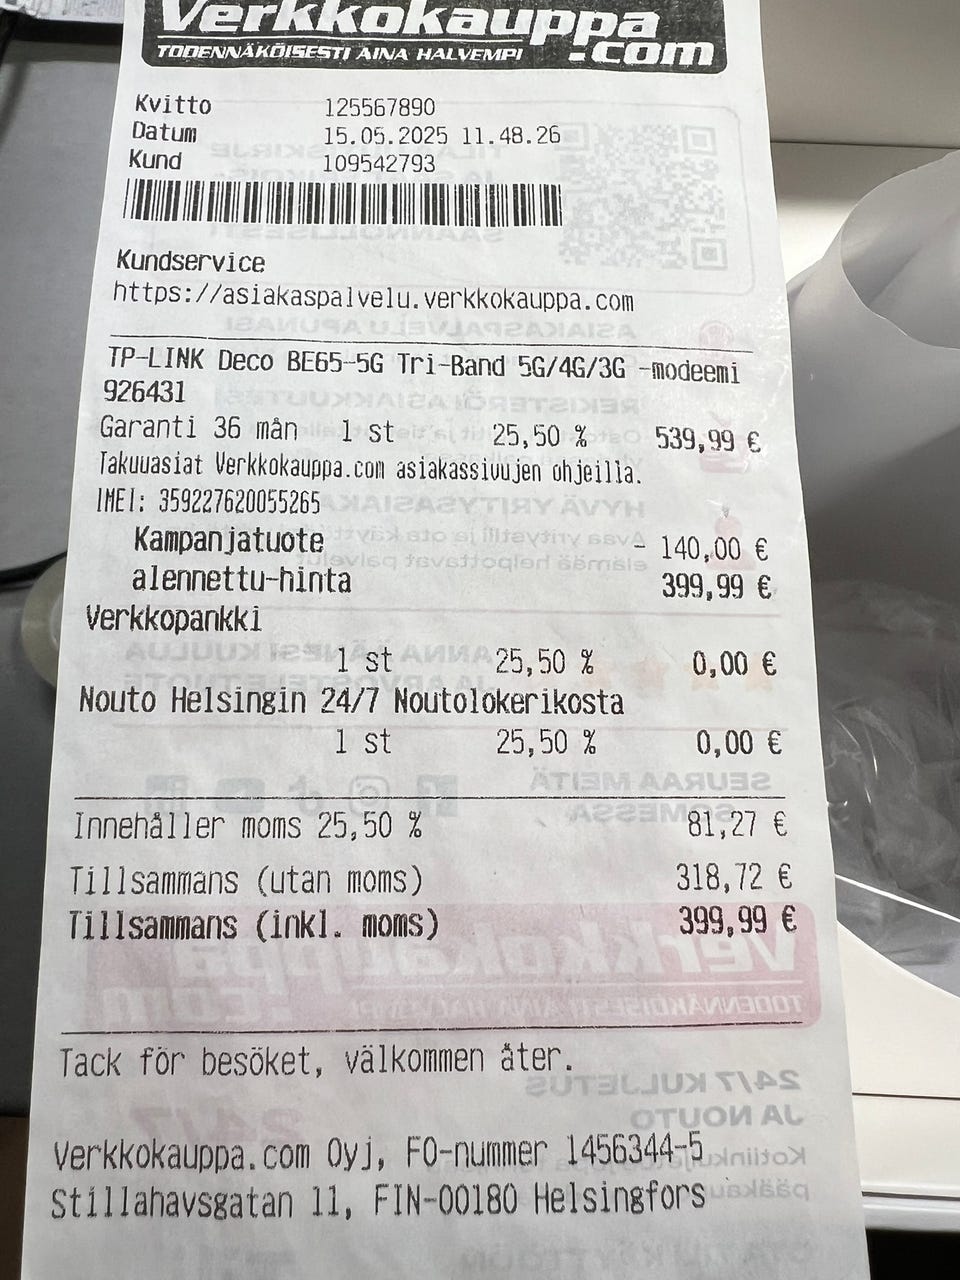 Verkkokauppa
.com
TODENNÄKÖISESTI AINA HALVEMPI
Kvitto 125567890
Datum 15.05.2025 11.48.26
Kund 109542793
Kundservice
https://asiakaspalvelu.verkkokauppa.com
TP-LINK Deco BE65-5G Tri-Band 5G/4G/3G -modeemi
926431
Garanti 36 mån 1 st 25,50 % 539,99 €
Takuuasiat Verkkokauppa.com asiakassivujen ohjeilla.
IMEI: 359227620055265
Kampanjatuote - 140,00 €
alennettu-hinta 399,99 €
Verkkopankki
1 st 25,50 % 0,00 €
Nouto Helsingin 24/7 Noutolokerikosta
1 st 25,50 % 0,00 €
Innehåller moms 25,50 % 81,27 €
Tillsammans (utan moms) 318,72 €
Tillsammans (inkl. moms) 399,99 €
Tack för besöket, välkommen åter.
Verkkokauppa.com Oyj, FO-nummer 1456344-5
Stillahavsgatan 11, FIN-00180 Helsingfors